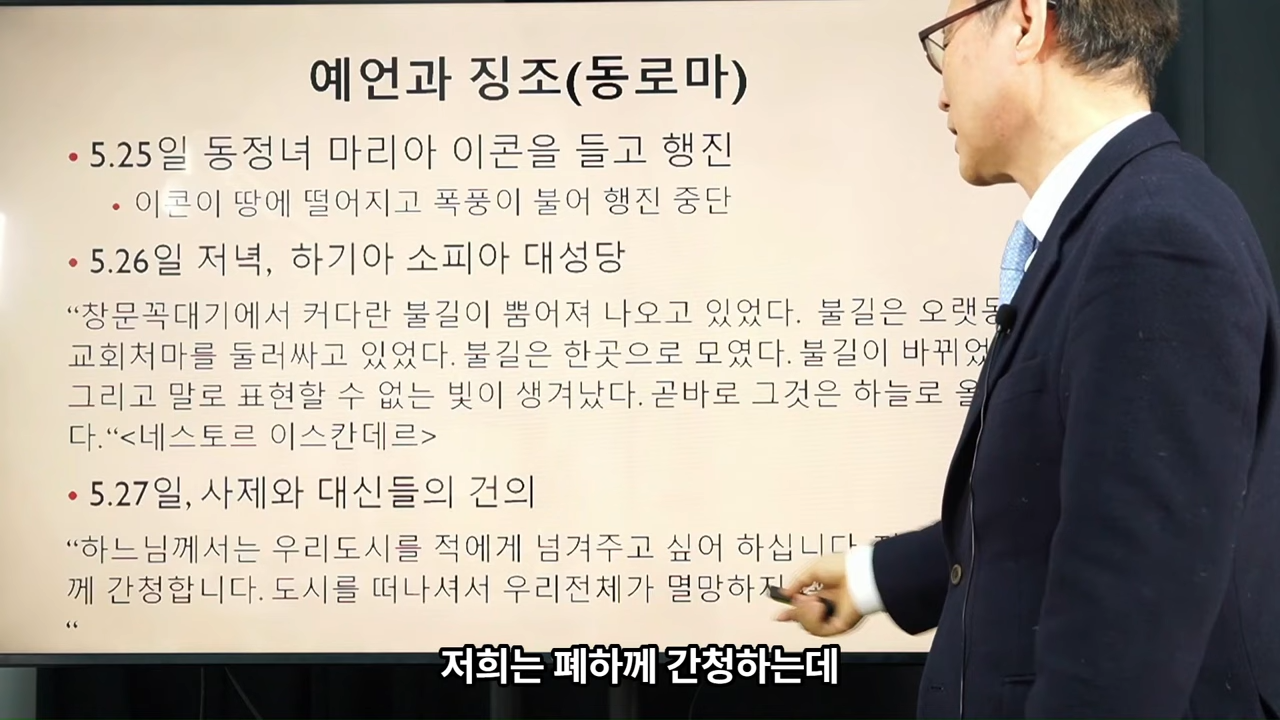 예언과 징조(동로마)
• 5.25일 동정녀 마리아 이콘을 들고 행진
• 이콘이 땅에 떨어지고 폭풍이 불어 행진 중단
• 5.26일 저녁, 하기아 소피아 대성당
“창문꼭대기에서 커다란 불길이 뿜어져 나오고 있었다. 불길은 오랫동
교회처마를 둘러싸고 있었다. 불길은 한곳으로 모였다. 불길이 바뀌었
그리고 말로 표현할 수 없는 빛이 생겨났다. 곧바로 그것은 하늘로
다.“<네스토르 이스칸데르>
• 5.27일, 사제와 대신들의 건의
“하느님께서는 우리도시를 적에게 넘겨주고 싶어 하십니다.
께 간청합니다. 도시를 떠나셔서 우리전체가 멸망하지
“
저희는 폐하께 간청하는데